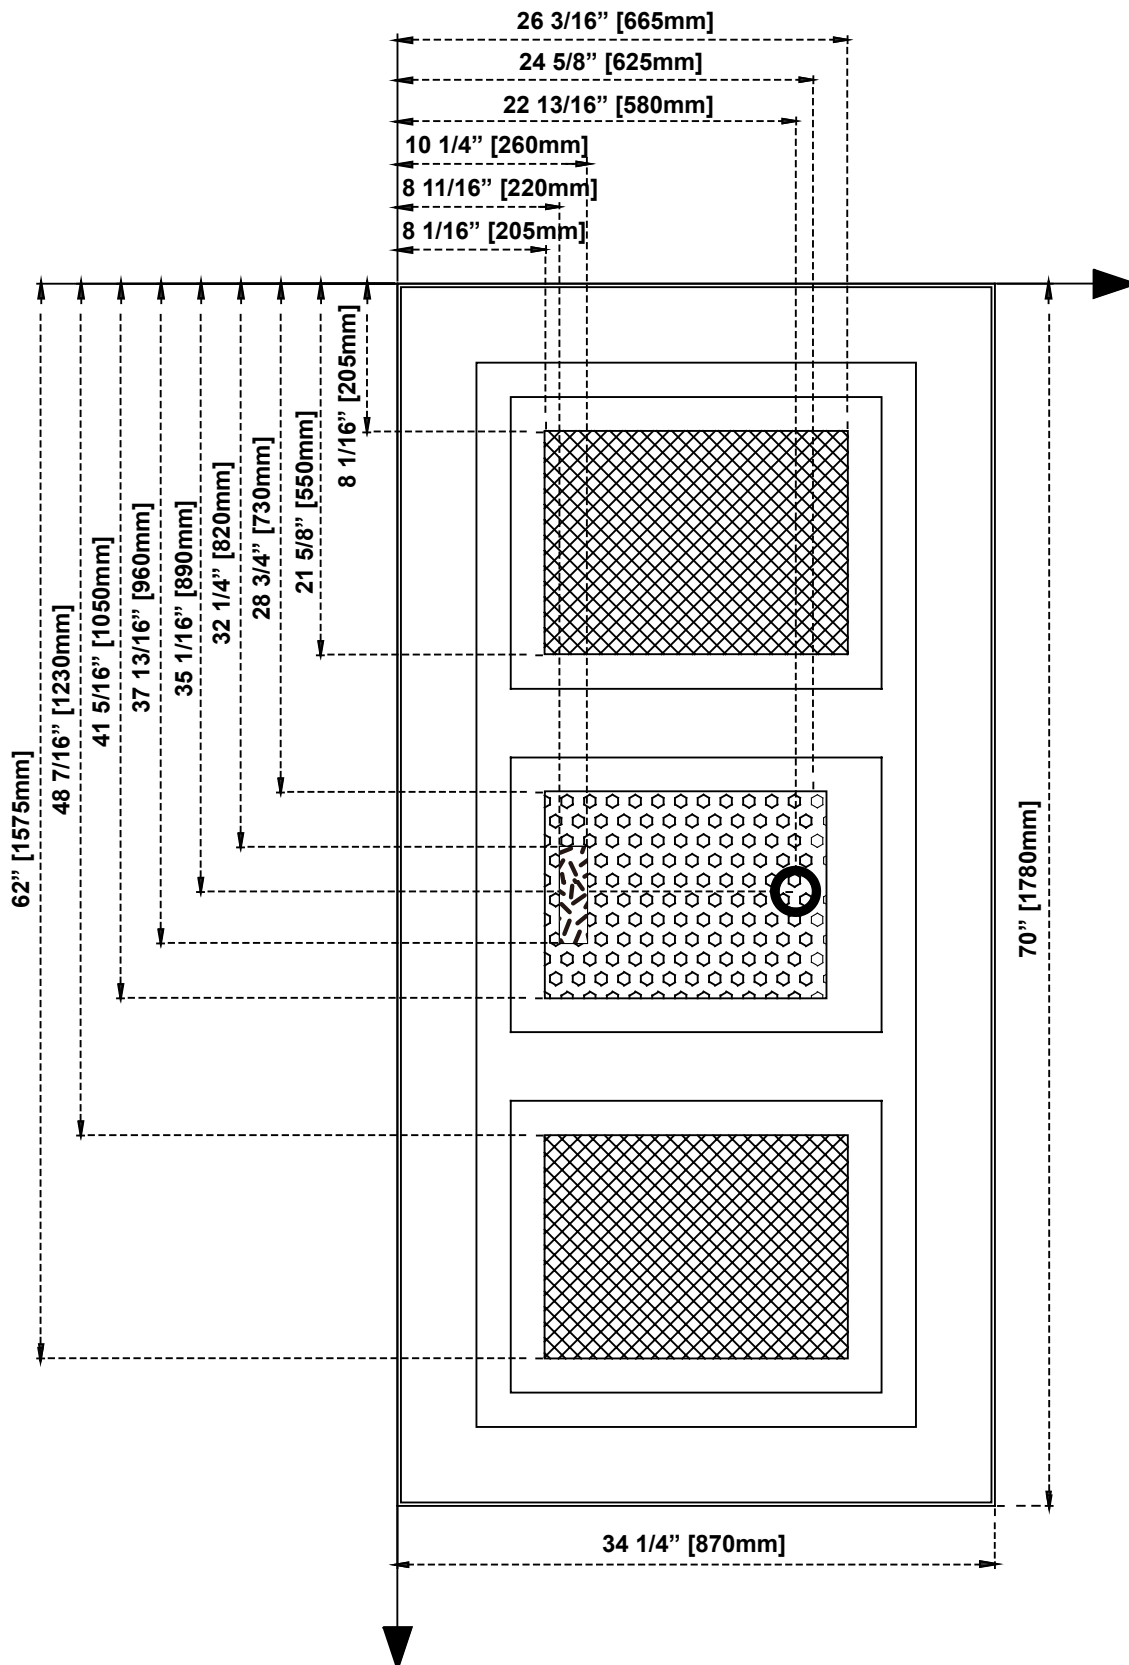 26 3/16” [665mm]
24 5/8” [625mm]
22 13/16” [580mm]
10 1/4” [260mm]
8 11/16” [220mm]
8 1/16” [205mm]
62” [1575mm]
48 7/16” [1230mm]
41 5/16” [1050mm]
37 13/16” [960mm]
35 1/16” [890mm]
32 1/4” [820mm]
28 3/4” [730mm]
21 5/8” [550mm]
8 1/16” [205mm]
70” [1780mm]
34 1/4” [870mm]